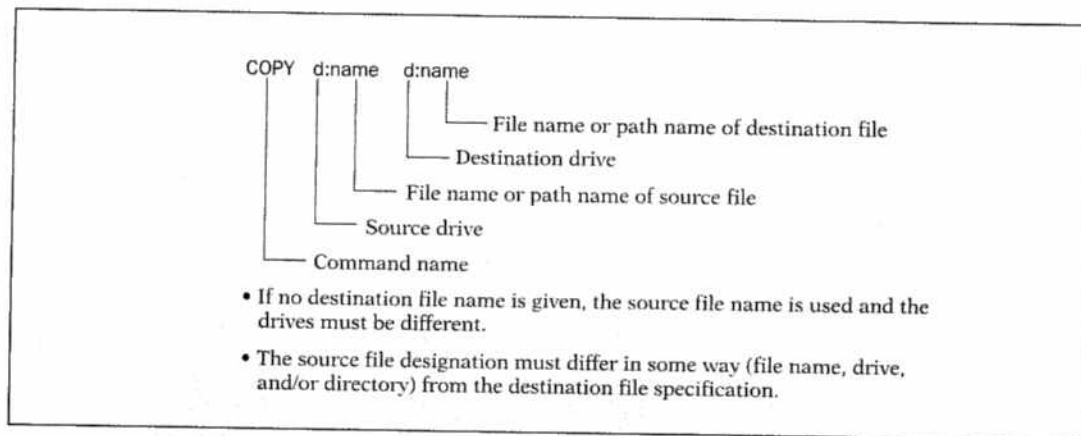 COPY d:name d:name
File name or path name of destination file
Destination drive
File name or path name of source file
Source drive
Command name
• If no destination file name is given, the source file name is used and the
drives must be different.
• The source file designation must differ in some way (file name, drive,
and/or directory) from the destination file specification.